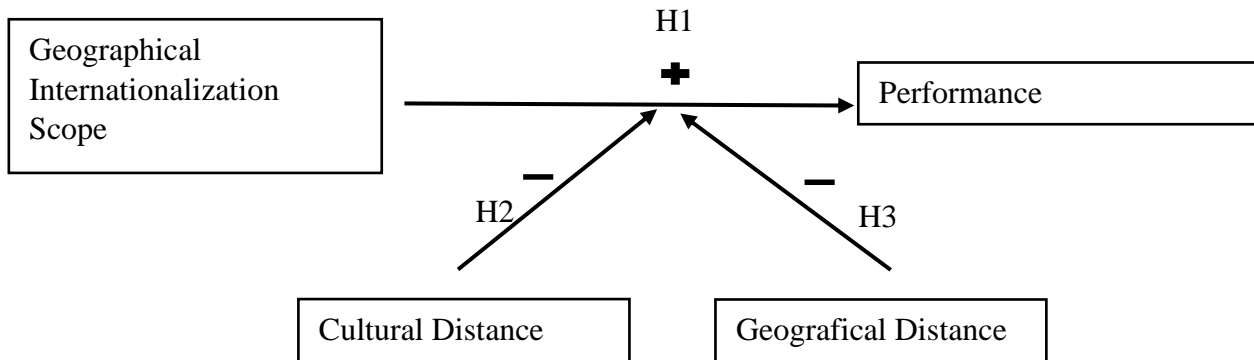 H1
Geographical
Internationalization
Scope
+
Performance
−
−
H2
H3
Cultural Distance
Geografical Distance